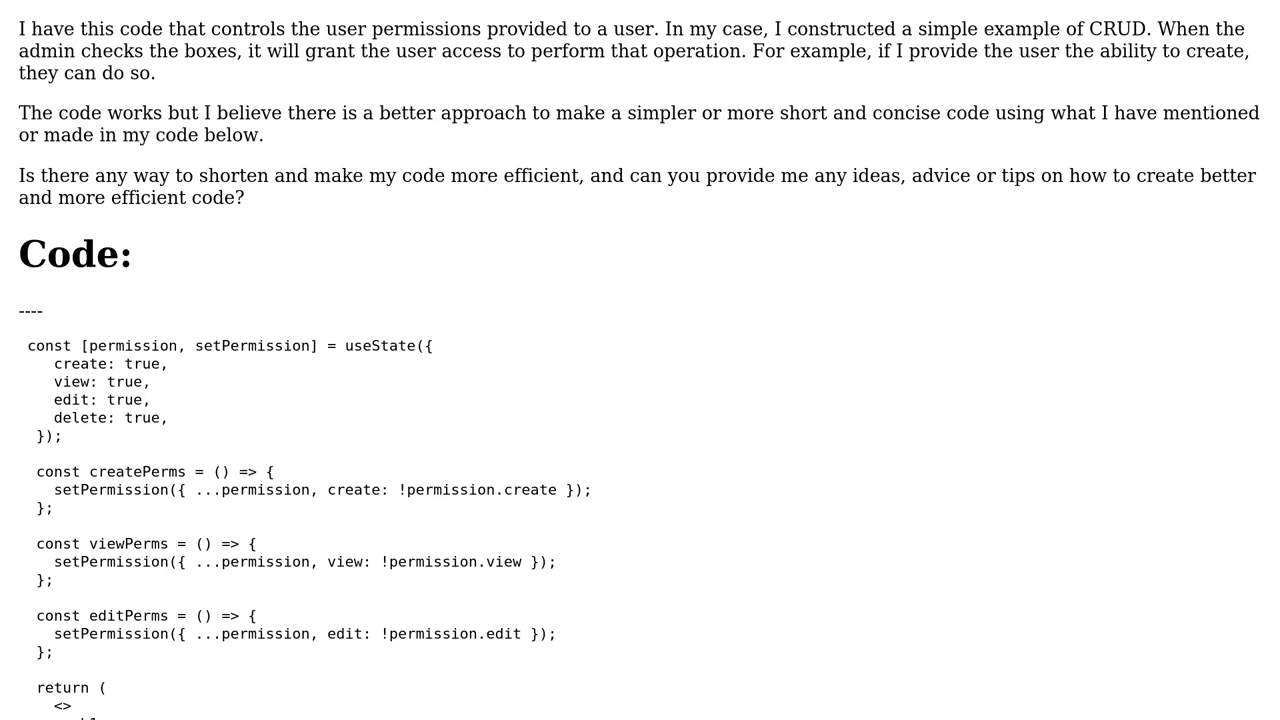 I have this code that controls the user permissions provided to a user. In my case, I constructed a simple example of CRUD. When the
admin checks the boxes, it will grant the user access to perform that operation. For example, if I provide the user the ability to create,
they can do so.
The code works but I believe there is a better approach to make a simpler or more short and concise code using what I have mentioned
or made in my code below.
Is there any way to shorten and make my code more efficient, and can you provide me any ideas, advice or tips on how to create better
and more efficient code?
Code:
----
const [permission, setPermission] = useState({
create: true,
view: true,
edit: true,
delete: true,
});
const createPerms = () => {
setPermission({ ...permission, create: !permission.create });
};
const viewPerms = () => {
setPermission({ ...permission, view: !permission.view });
};
const editPerms = () => {
setPermission({ ...permission, edit: !permission.edit });
};
return (
<>